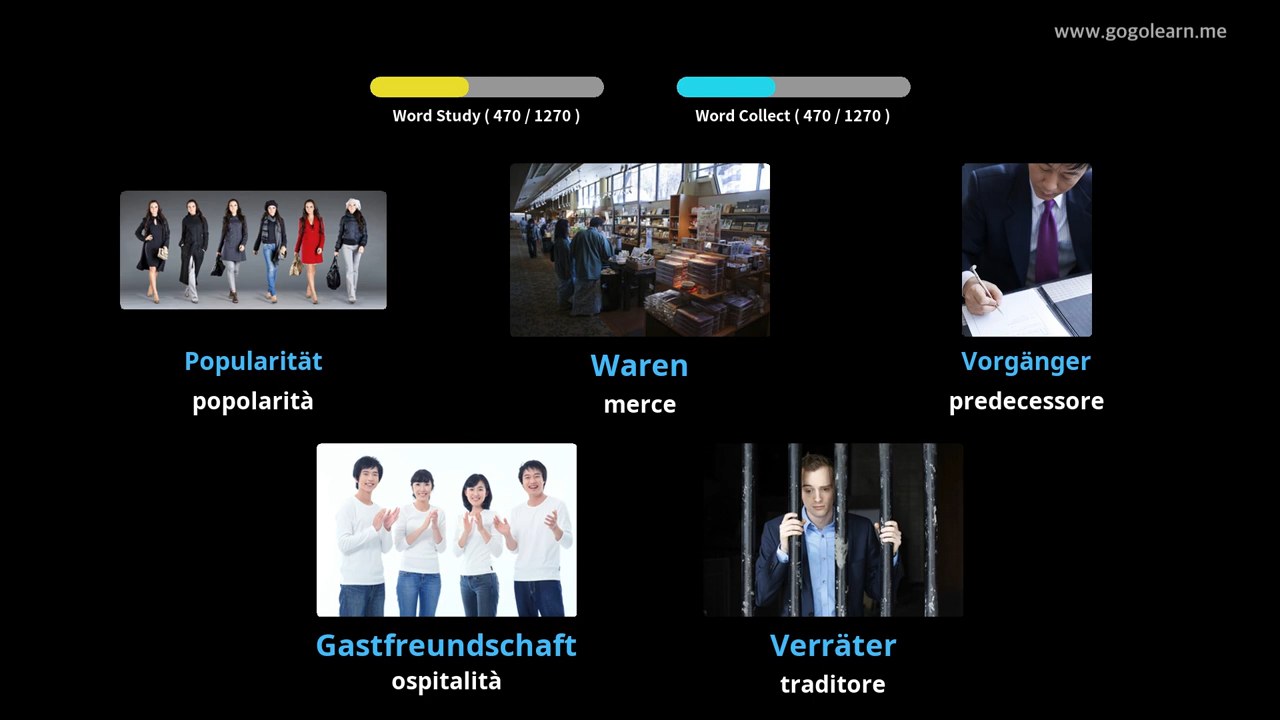 www.gogolearn.me
Word Study ( 470 / 1270 )
Word Collect ( 470 / 1270 )
Popularität
popolarità
Waren
merce
Vorgänger
predecessore
Gastfreundschaft
ospitalità
Verräter
traditore